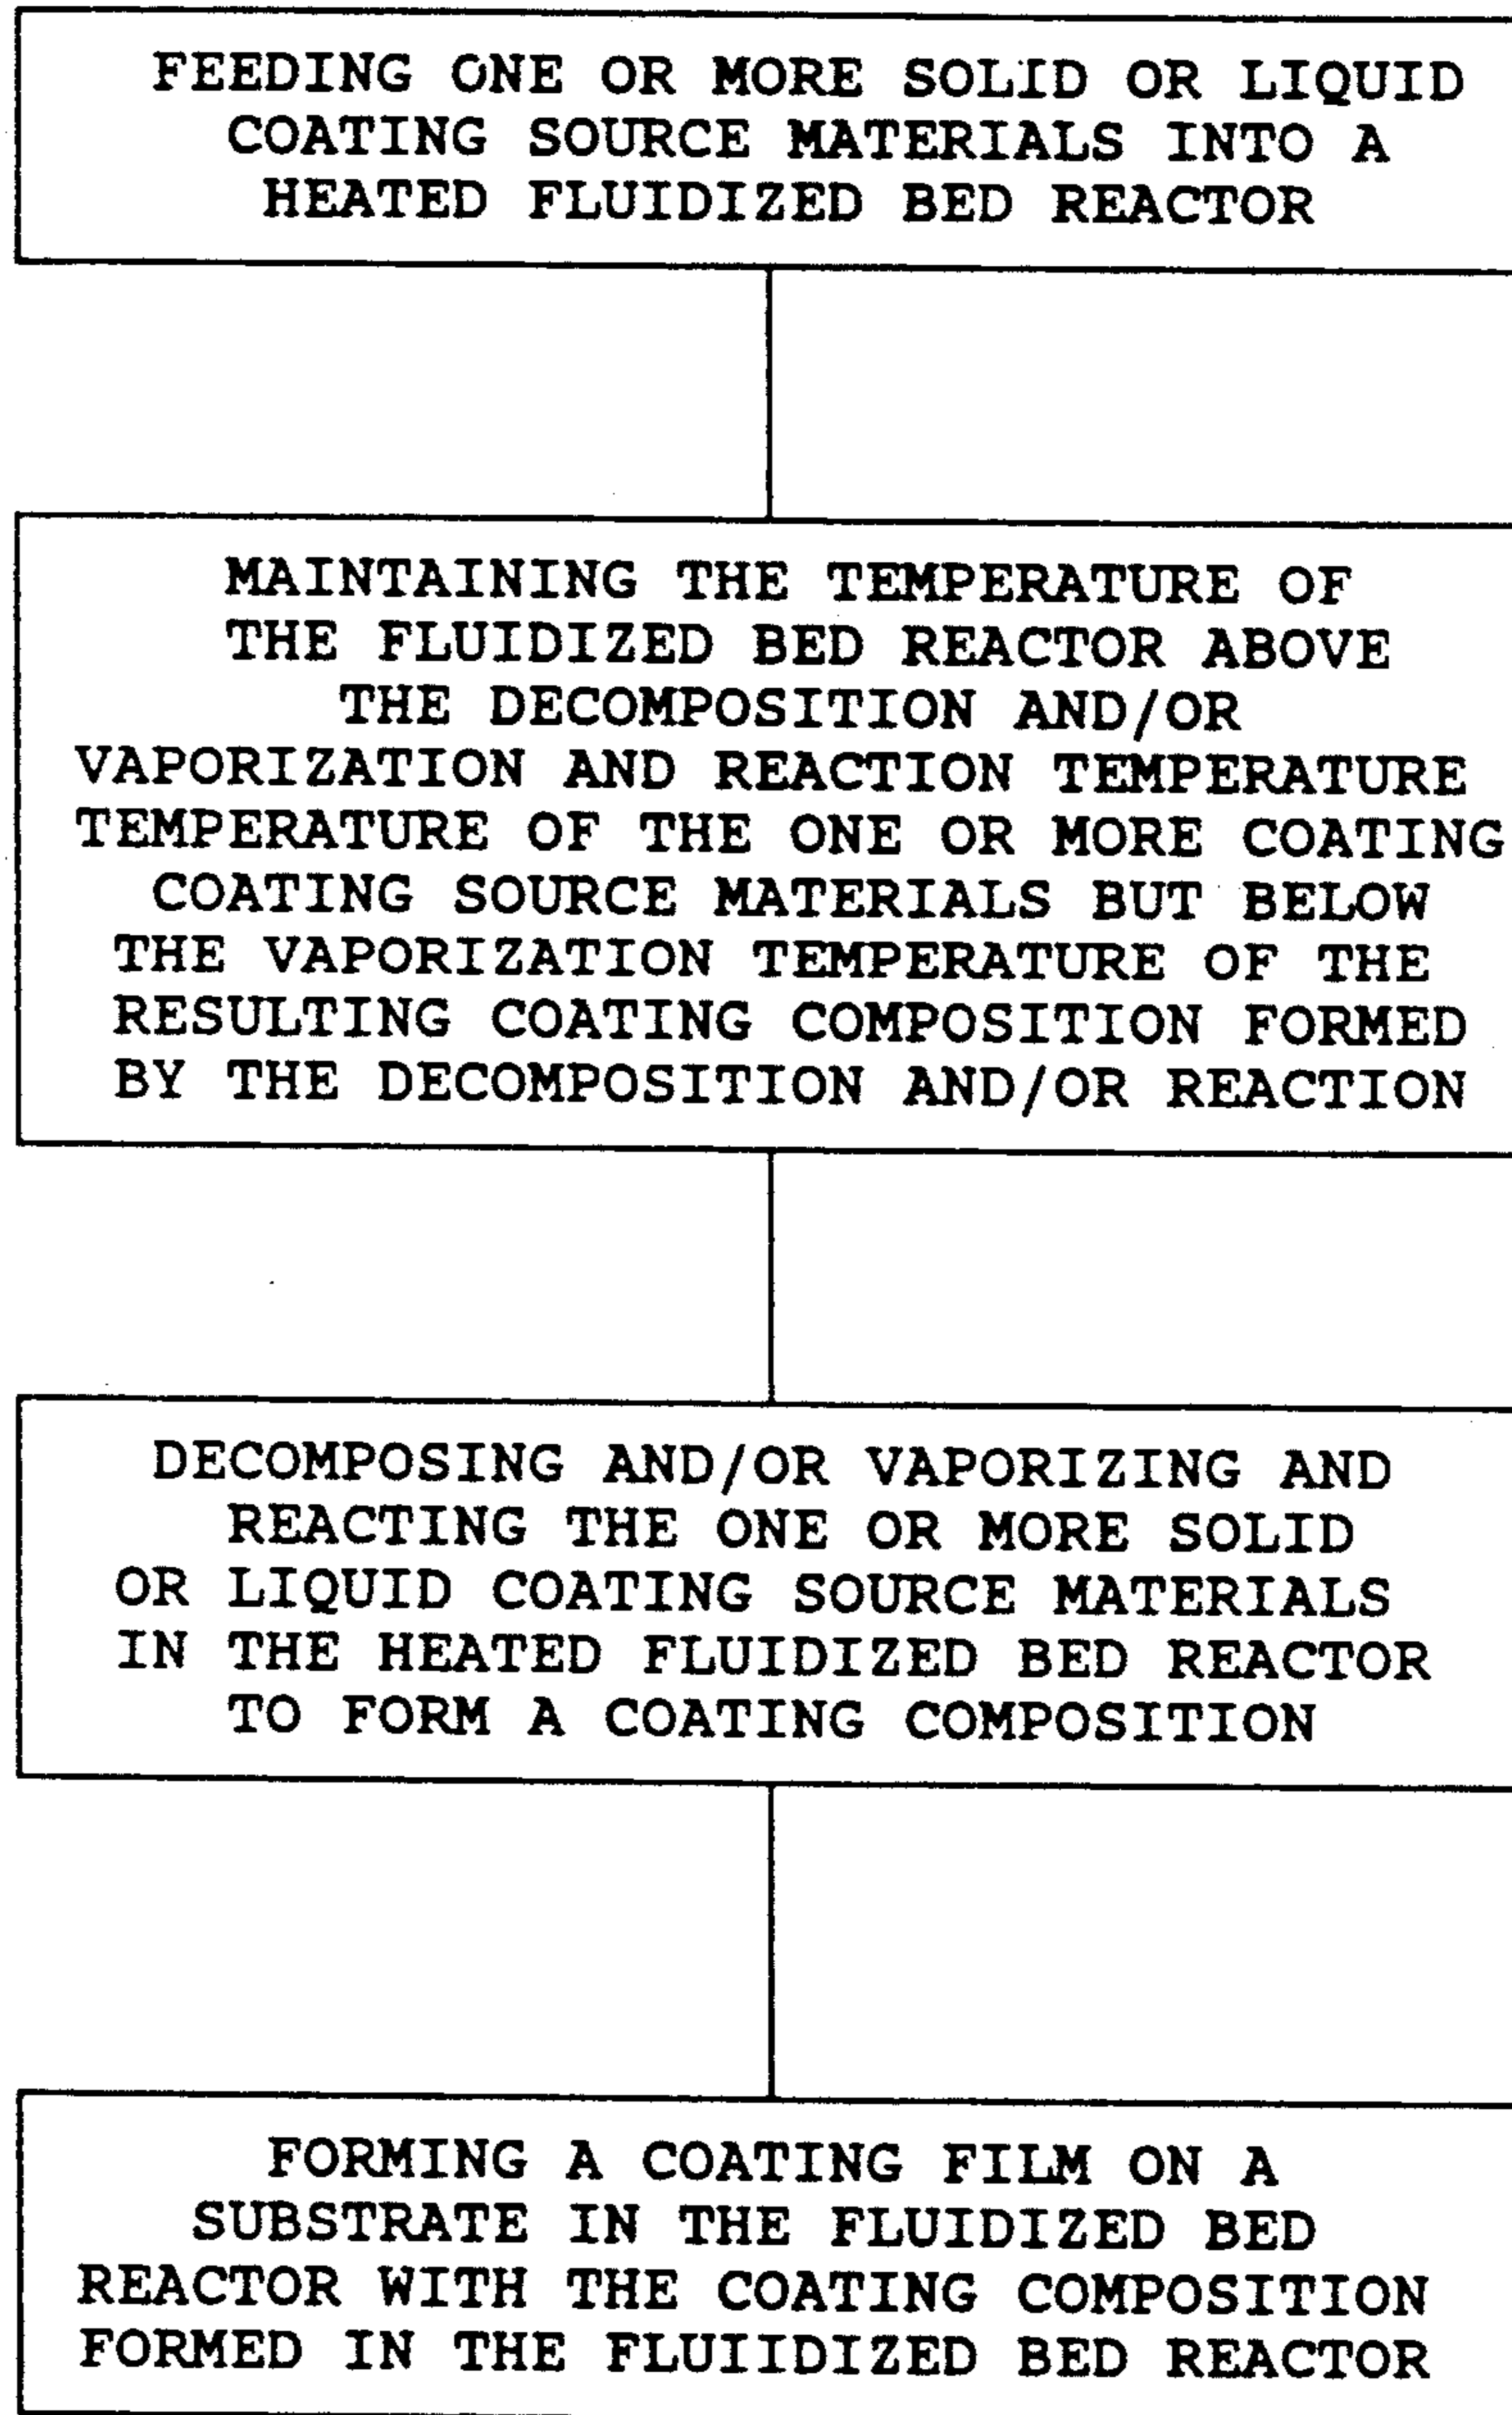 FEEDING ONE OR MORE SOLID OR LIQUID
COATING SOURCE MATERIALS INTO A
HEATED FLUIDIZED BED REACTOR
MAINTAINING THE TEMPERATURE OF
THE FLUIDIZED BED REACTOR ABOVE
THE DECOMPOSITION AND/OR
VAPORIZATION AND REACTION TEMPERATURE
TEMPERATURE OF THE ONE OR MORE COATING
COATING SOURCE MATERIALS BUT BELOW
THE VAPORIZATION TEMPERATURE OF THE
RESULTING COATING COMPOSITION FORMED
BY THE DECOMPOSITION AND/OR REACTION
DECOMPOSING AND/OR VAPORIZING AND
REACTING THE ONE OR MORE SOLID
OR LIQUID COATING SOURCE MATERIALS
IN THE HEATED FLUIDIZED BED REACTOR
TO FORM A COATING COMPOSITION
FORMING A COATING FILM ON A
SUBSTRATE IN THE FLUIDIZED BED
REACTOR WITH THE COATING COMPOSITION
FORMED IN THE FLUIIDIZED BED REACTOR